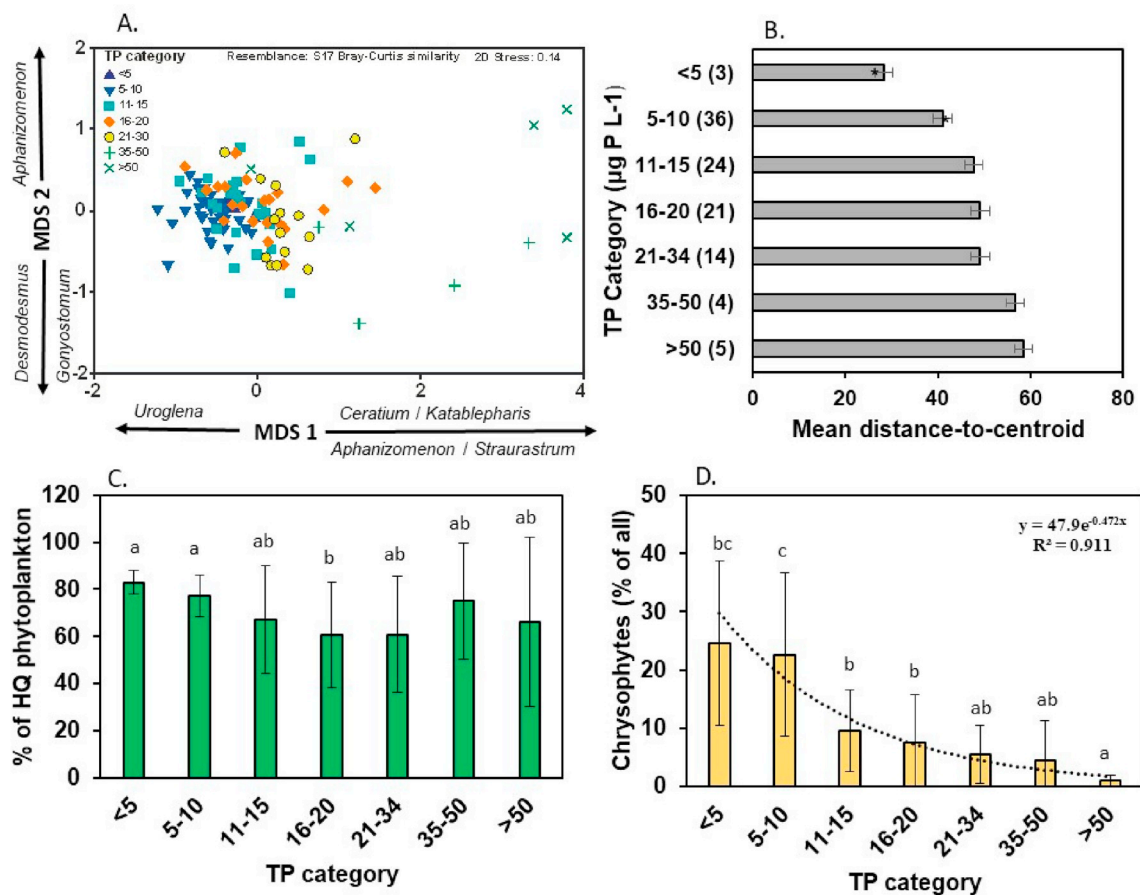 A.
TP category
Resemblance: S17 Bray-Curtis similarity
2D Stress: 0.14
<5
5-10
11-15
16-20
21-30
35-50
>50
2
1
0
-1
-2
-2
0
2
4
MDS 2
Aphanizomenon
Desmodesmus
Gonyostomum
Uroglena
Ceratium / Katablepharis
MDS 1
Aphanizomenon / Straurastrum
B.
TP Category (µg P L-1)
<5 (3)
5-10 (36)
11-15 (24)
16-20 (21)
21-34 (14)
35-50 (4)
>50 (5)
*
*
0
20
40
60
80
Mean distance-to-centroid
C.
% of HQ phytoplankton
120
100
80
60
40
20
0
a
a
ab
b
ab
ab
ab
<5
5-10
11-15
16-20
21-34
35-50
>50
TP category
D.
Chrysophytes (% of all)
50
40
30
20
10
0
y = 47.9e^-0.472x
R² = 0.911
bc
c
b
b
ab
ab
a
<5
5-10
11-15
16-20
21-34
35-50
>50
TP category